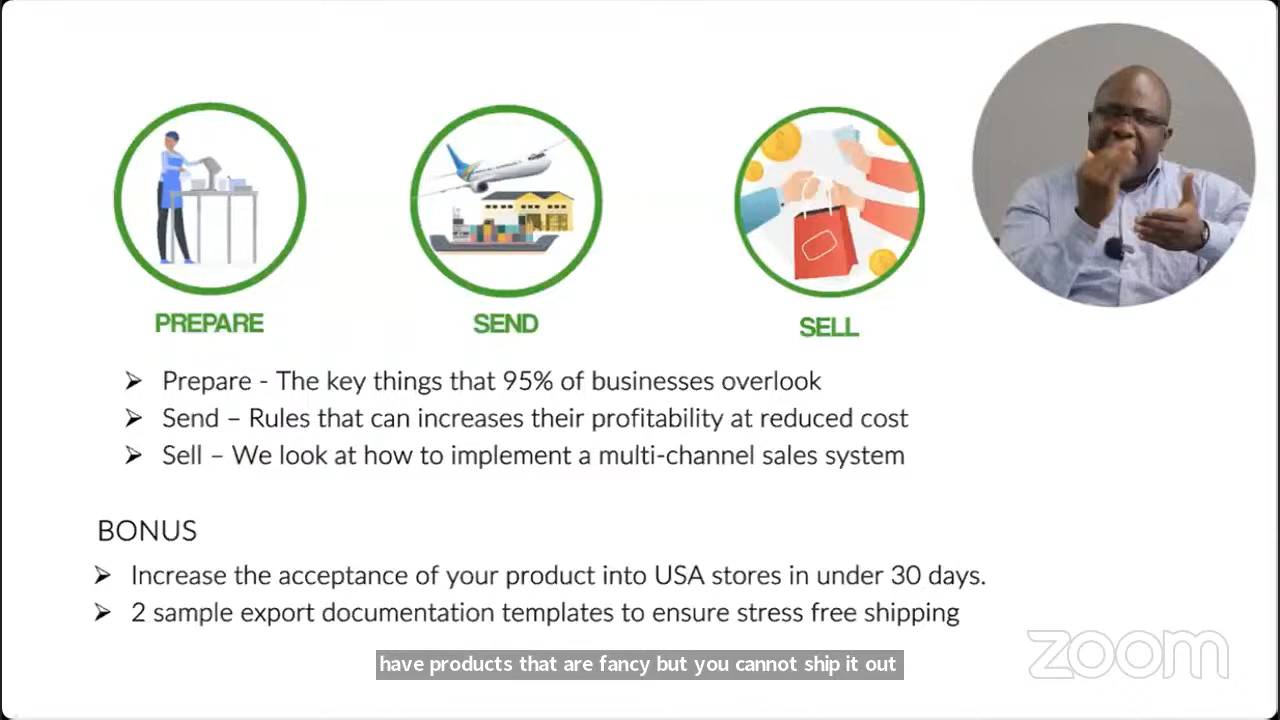 PREPARE
SEND
SELL
➢ Prepare - The key things that 95% of businesses overlook
➢ Send – Rules that can increases their profitability at reduced cost
➢ Sell – We look at how to implement a multi-channel sales system
BONUS
➢ Increase the acceptance of your product into USA stores in under 30 days.
➢ 2 sample export documentation templates to ensure stress free shipping
have products that are fancy but you cannot ship it out
zoom